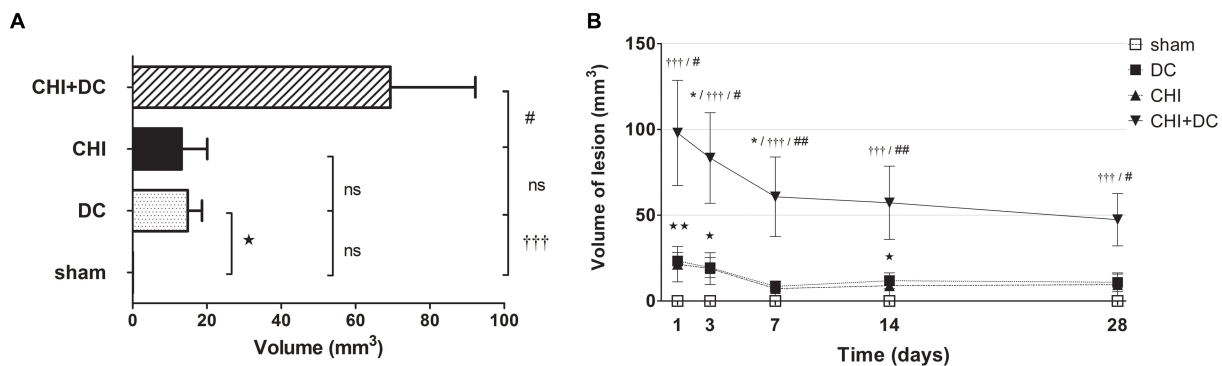 A
CHI+DC
CHI
DC
sham
#
ns
†††
ns
ns
★
0 20 40 60 80 100
Volume (mm³)
B
Volume of lesion (mm³)
150
100
50
0
††† / #
* / ††† / #
* / ††† / ##
††† / ##
††† / #
★★
★
★
1 3 7 14 28
Time (days)
sham
DC
CHI
CHI+DC